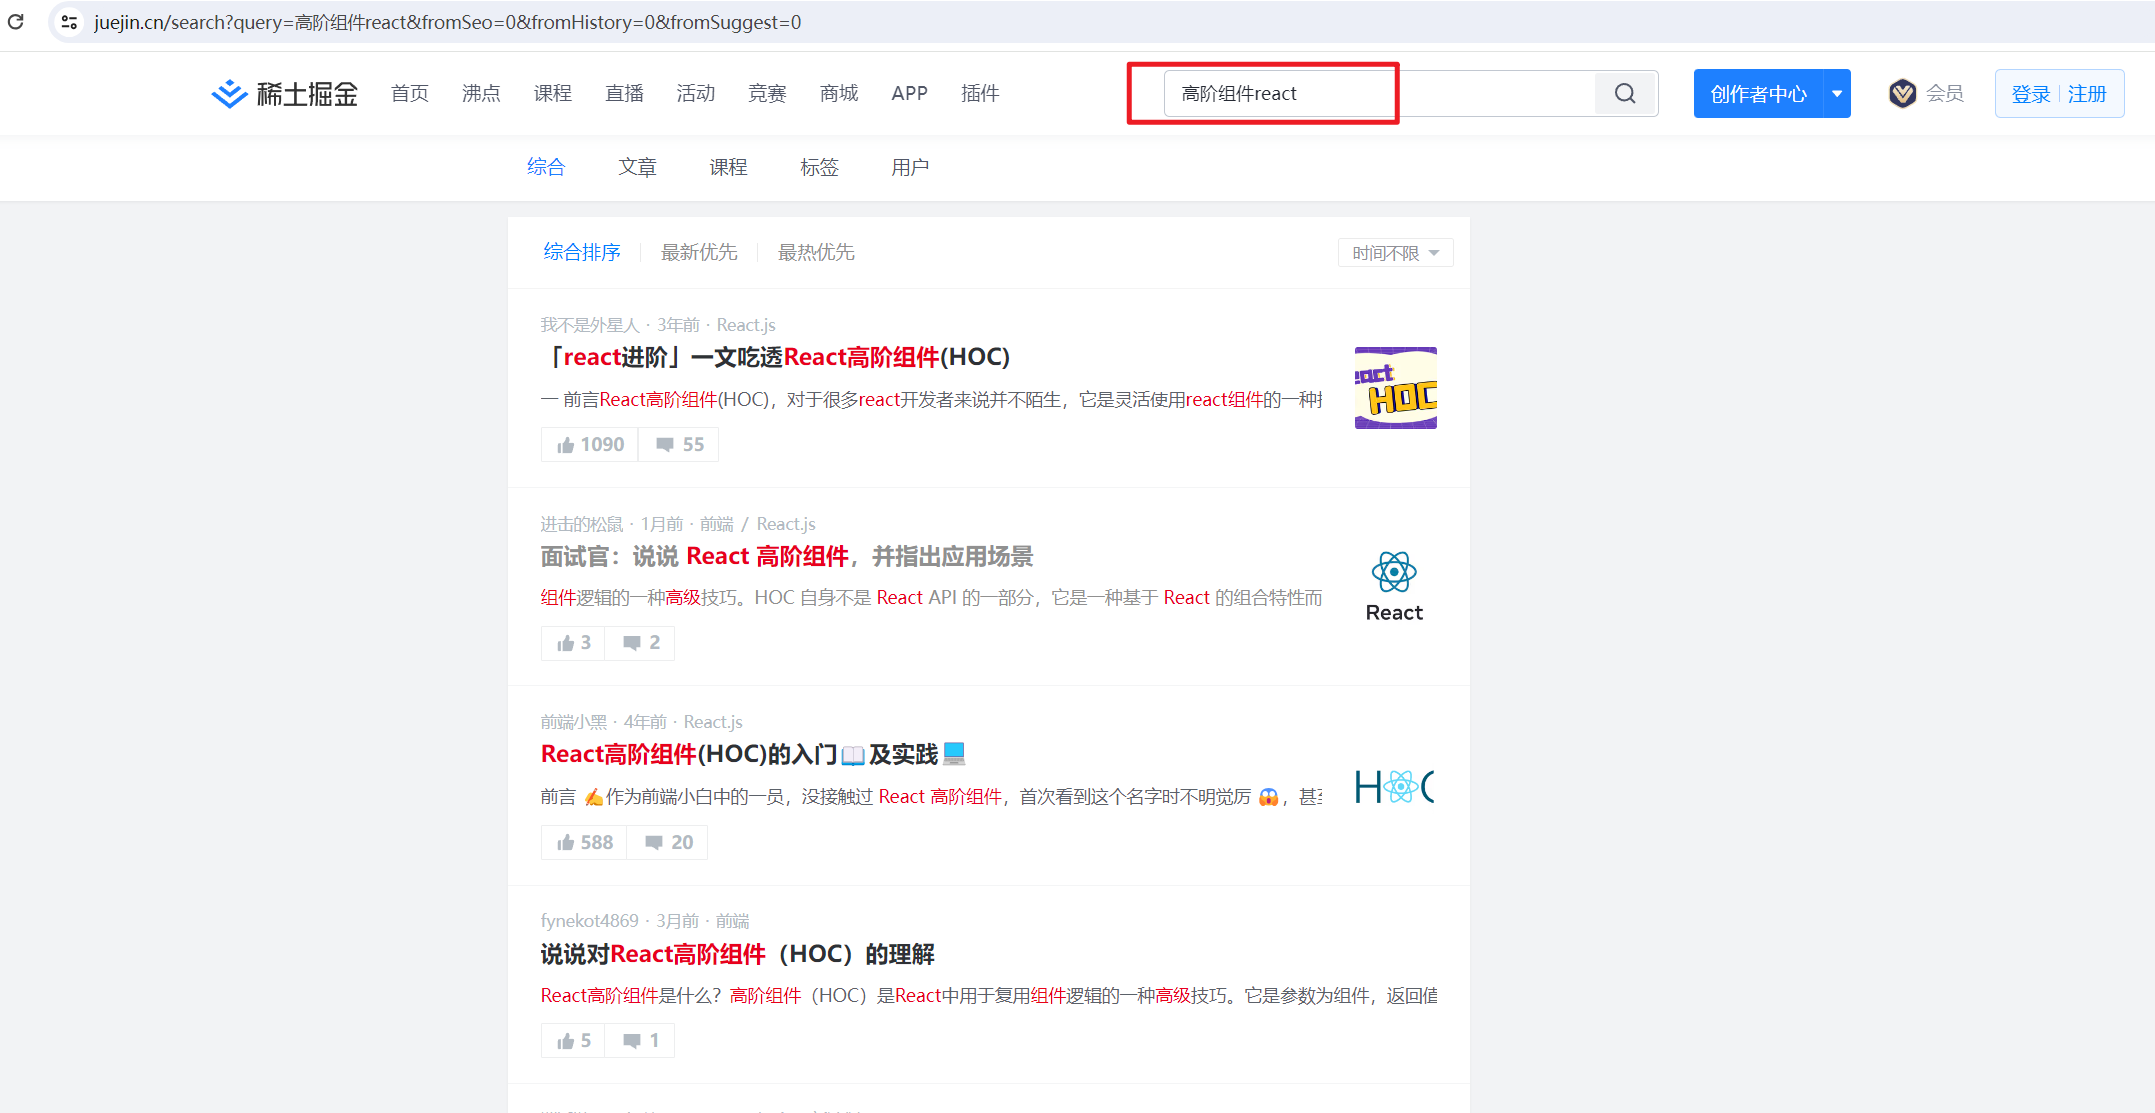 juejin.cn/search?query=高阶组件react&fromSeo=0&fromHistory=0&fromSuggest=0
稀土掘金 首页 沸点 课程 直播 活动 竞赛 商城 APP 插件 高阶组件react 创作者中心 会员 登录 注册
综合 文章 课程 标签 用户
综合排序 最新优先 最热优先 时间不限
我不是外星人 · 3年前 · React.js
「react进阶」一文吃透React高阶组件(HOC)
一 前言React高阶组件(HOC)，对于很多react开发者来说并不陌生，它是灵活使用react组件的一种
eact
HOC
1090 55
进击的松鼠 · 1月前 · 前端 / React.js
面试官：说说 React 高阶组件，并指出应用场景
组件逻辑的一种高级技巧。HOC 自身不是 React API 的一部分，它是一种基于 React 的组合特性而
React
3 2
前端小黑 · 4年前 · React.js
React高阶组件(HOC)的入门📖及实践💻
前言 ✍作为前端小白中的一员，没接触过 React 高阶组件，首次看到这个名字时不明觉厉 😱，甚至
HOC
588 20
fynekot4869 · 3月前 · 前端
说说对React高阶组件（HOC）的理解
React高阶组件是什么？高阶组件（HOC）是React中用于复用组件逻辑的一种高级技巧。它是参数为组件，返回值
5 1